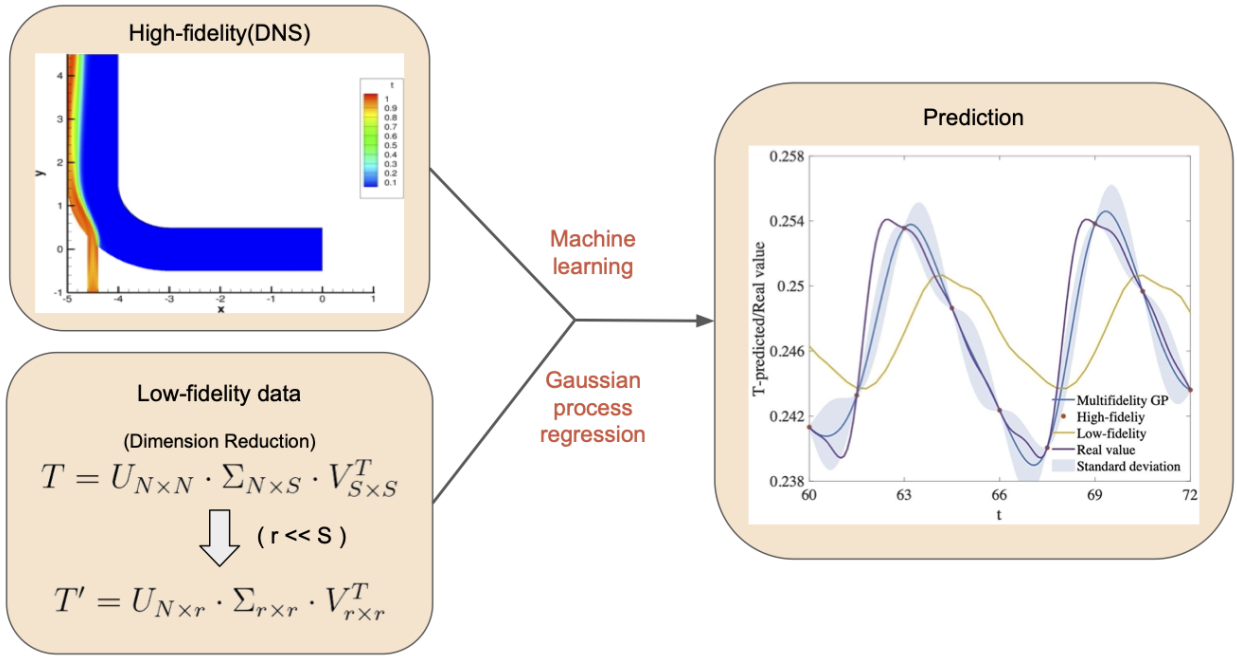 High-fidelity(DNS)
4
3
2
1
0
-1
y
-5
-4
-3
-2
-1
0
1
x
t
1
0.9
0.8
0.7
0.6
0.5
0.4
0.3
0.2
0.1
Low-fidelity data
(Dimension Reduction)
T = U_{N×N} · Σ_{N×S} · V^T_{S×S}
( r << S )
T′ = U_{N×r} · Σ_{r×r} · V^T_{r×r}
Machine
learning
Gaussian
process
regression
Prediction
T-predicted/Real value
0.258
0.254
0.25
0.246
0.242
0.238
Multifidelity GP
High-fideliy
Low-fidelity
Real value
Standard deviation
60
63
66
69
72
t